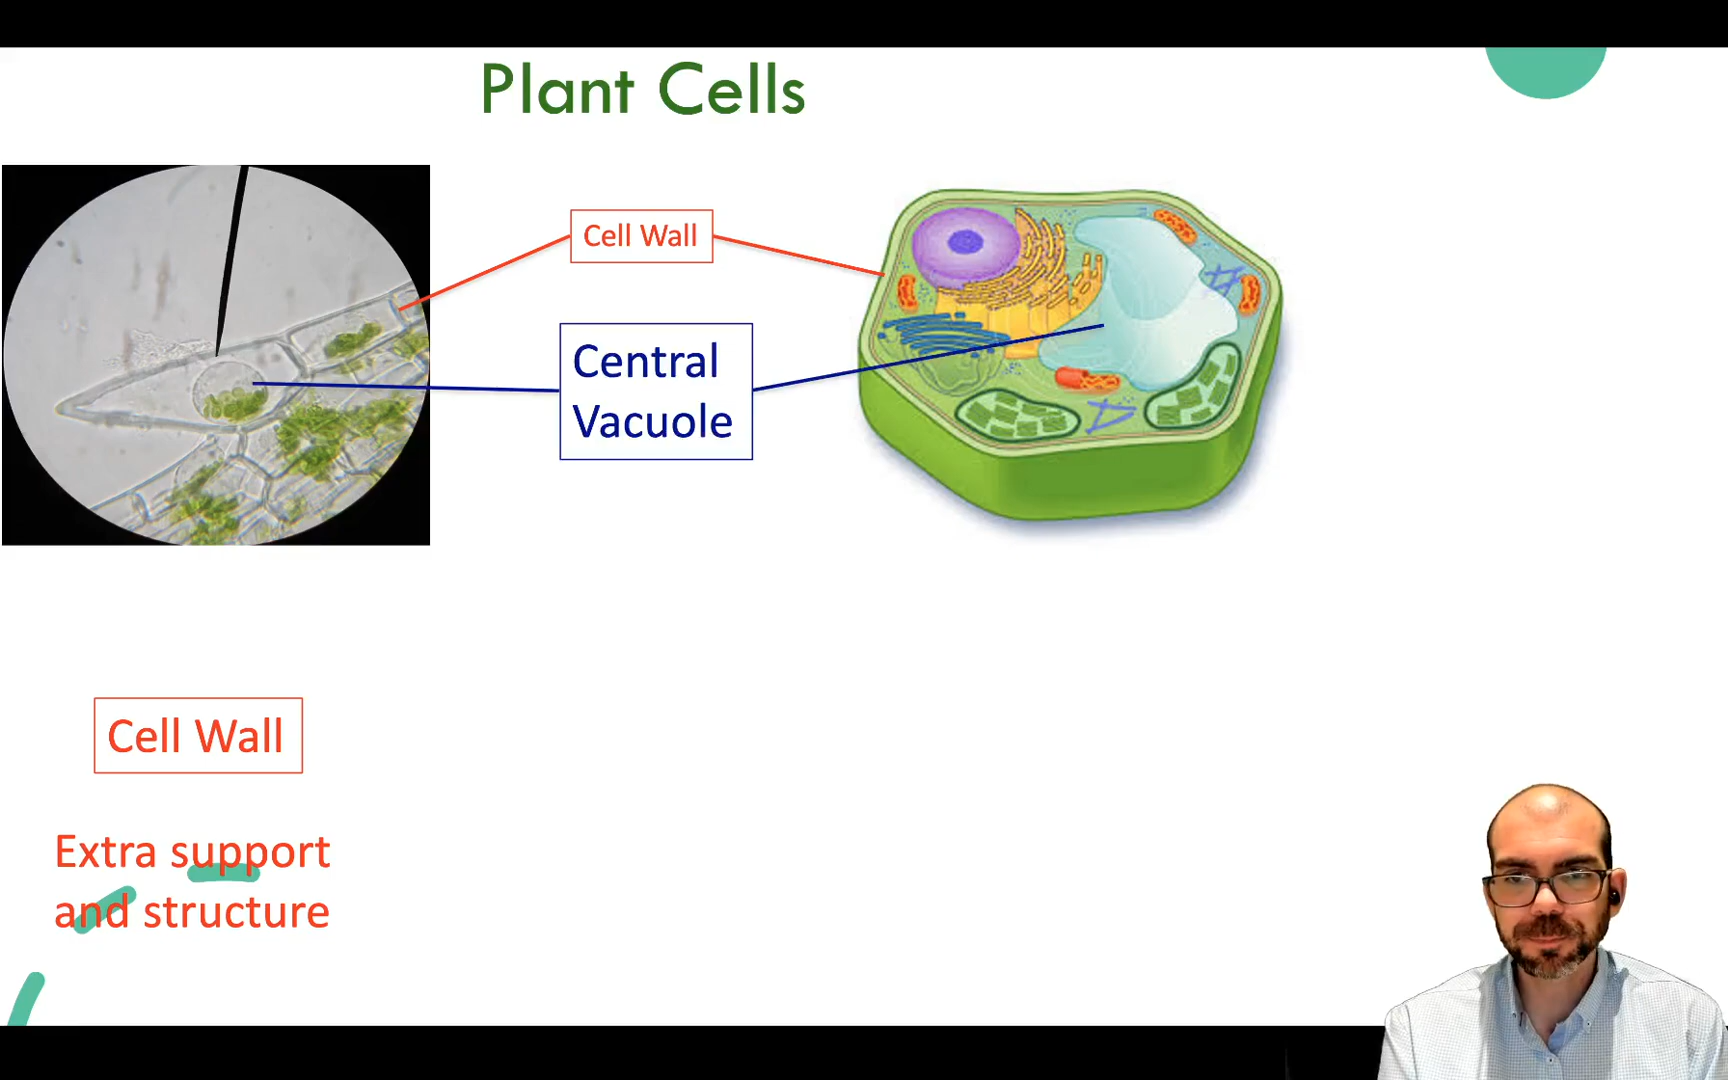 Plant Cells
Cell Wall
Central
Vacuole
Cell Wall
Extra support
and structure